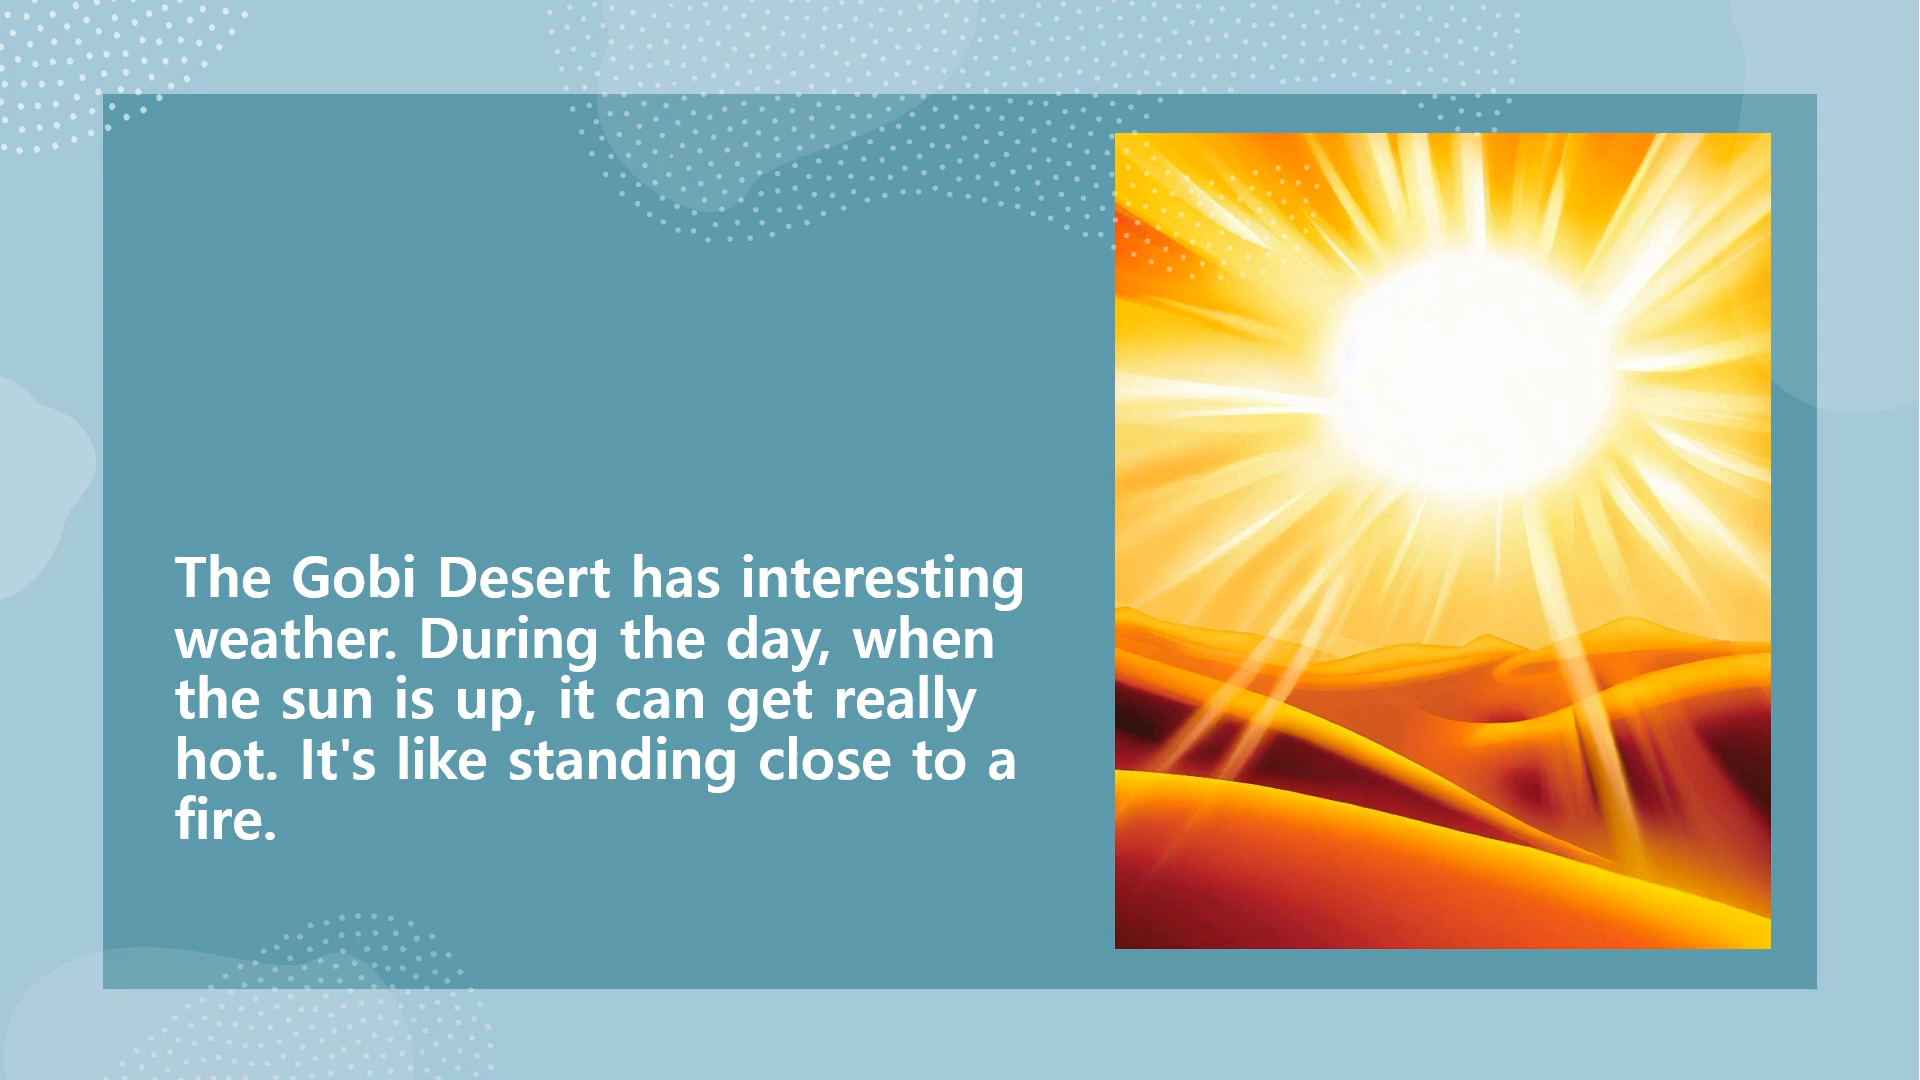 The Gobi Desert has interesting
weather. During the day, when
the sun is up, it can get really
hot. It's like standing close to a
fire.